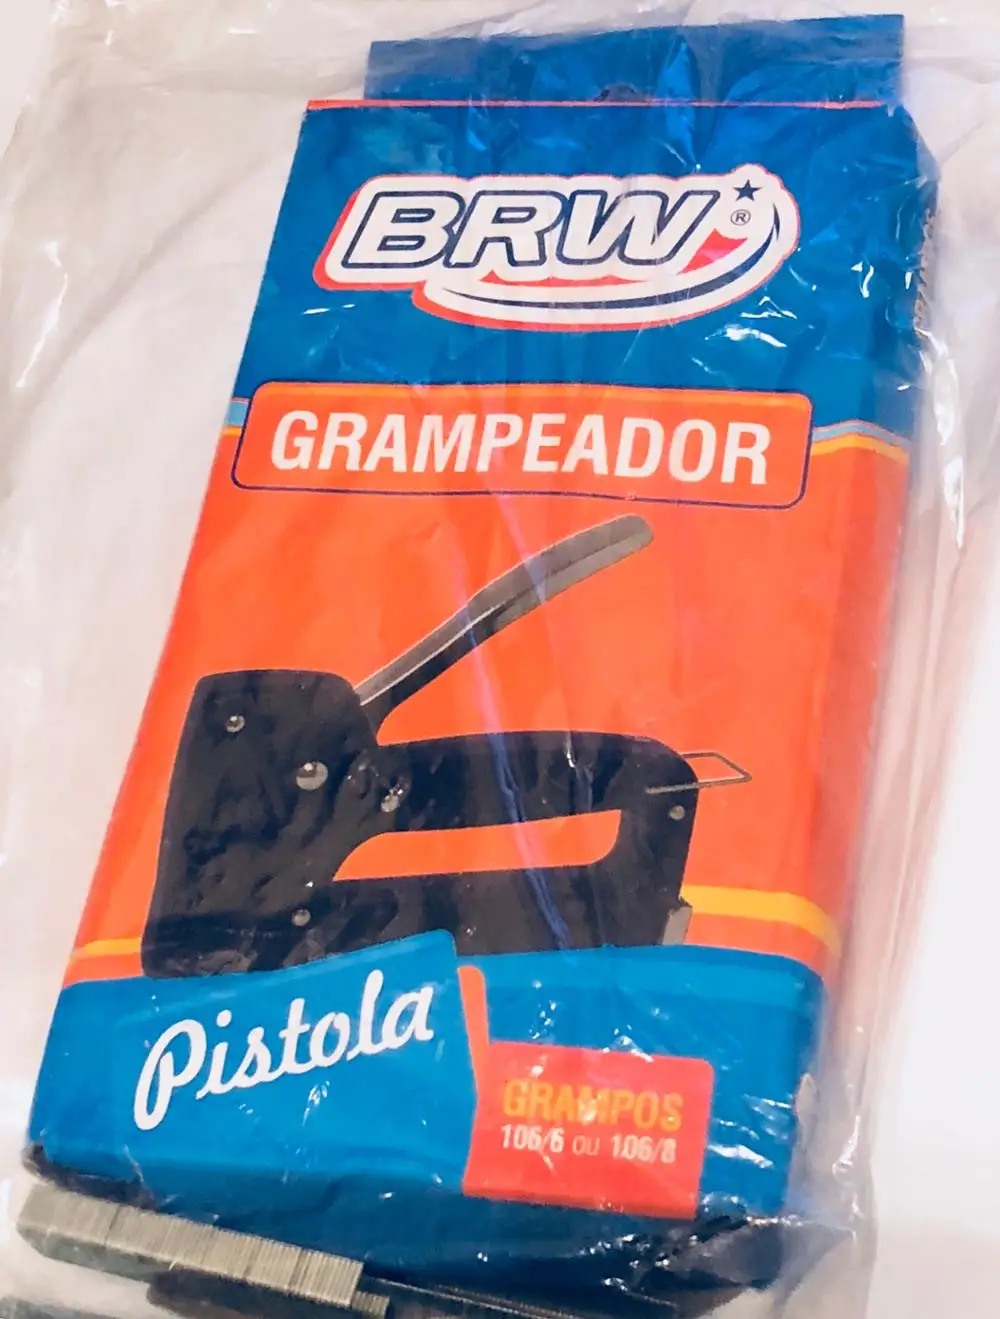 BRW®
GRAMPEADOR
Pistola
GRAMPOS
106/6 ou 106/8